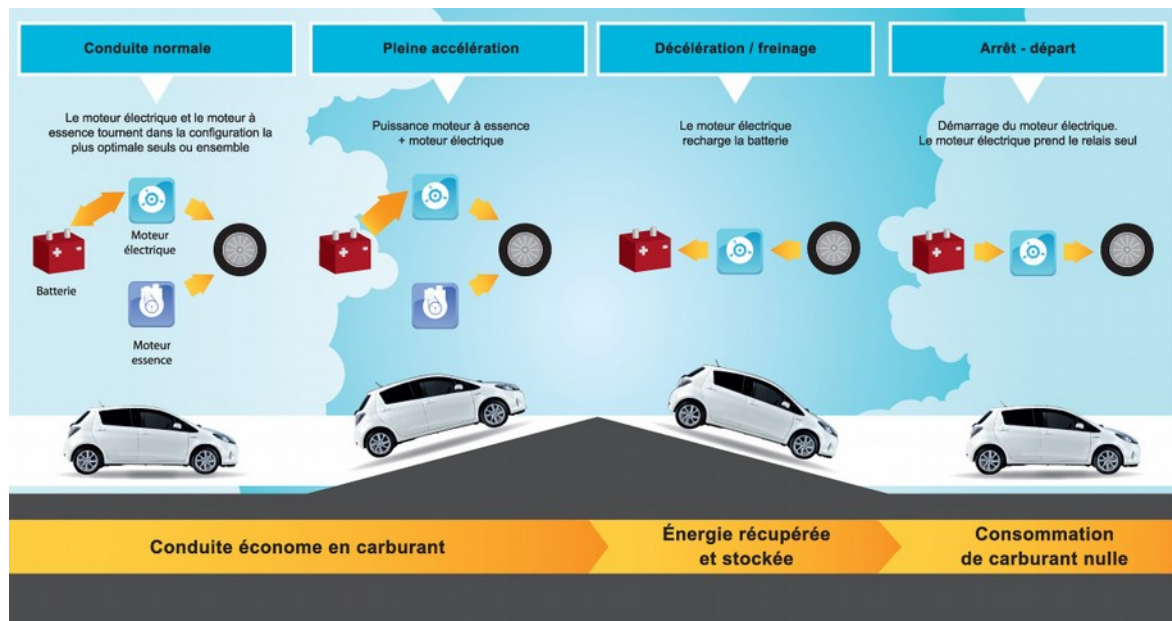 Conduite normale
Le moteur électrique et le moteur à
essence tournent dans la configuration la
plus optimale seuls ou ensemble
Moteur
électrique
Batterie
Moteur
essence
Pleine accélération
Puissance moteur à essence
+ moteur électrique
Décélération / freinage
Le moteur électrique
recharge la batterie
Arrêt - départ
Démarrage du moteur électrique.
Le moteur électrique prend le relais seul
Conduite économe en carburant
Énergie récupérée
et stockée
Consommation
de carburant nulle